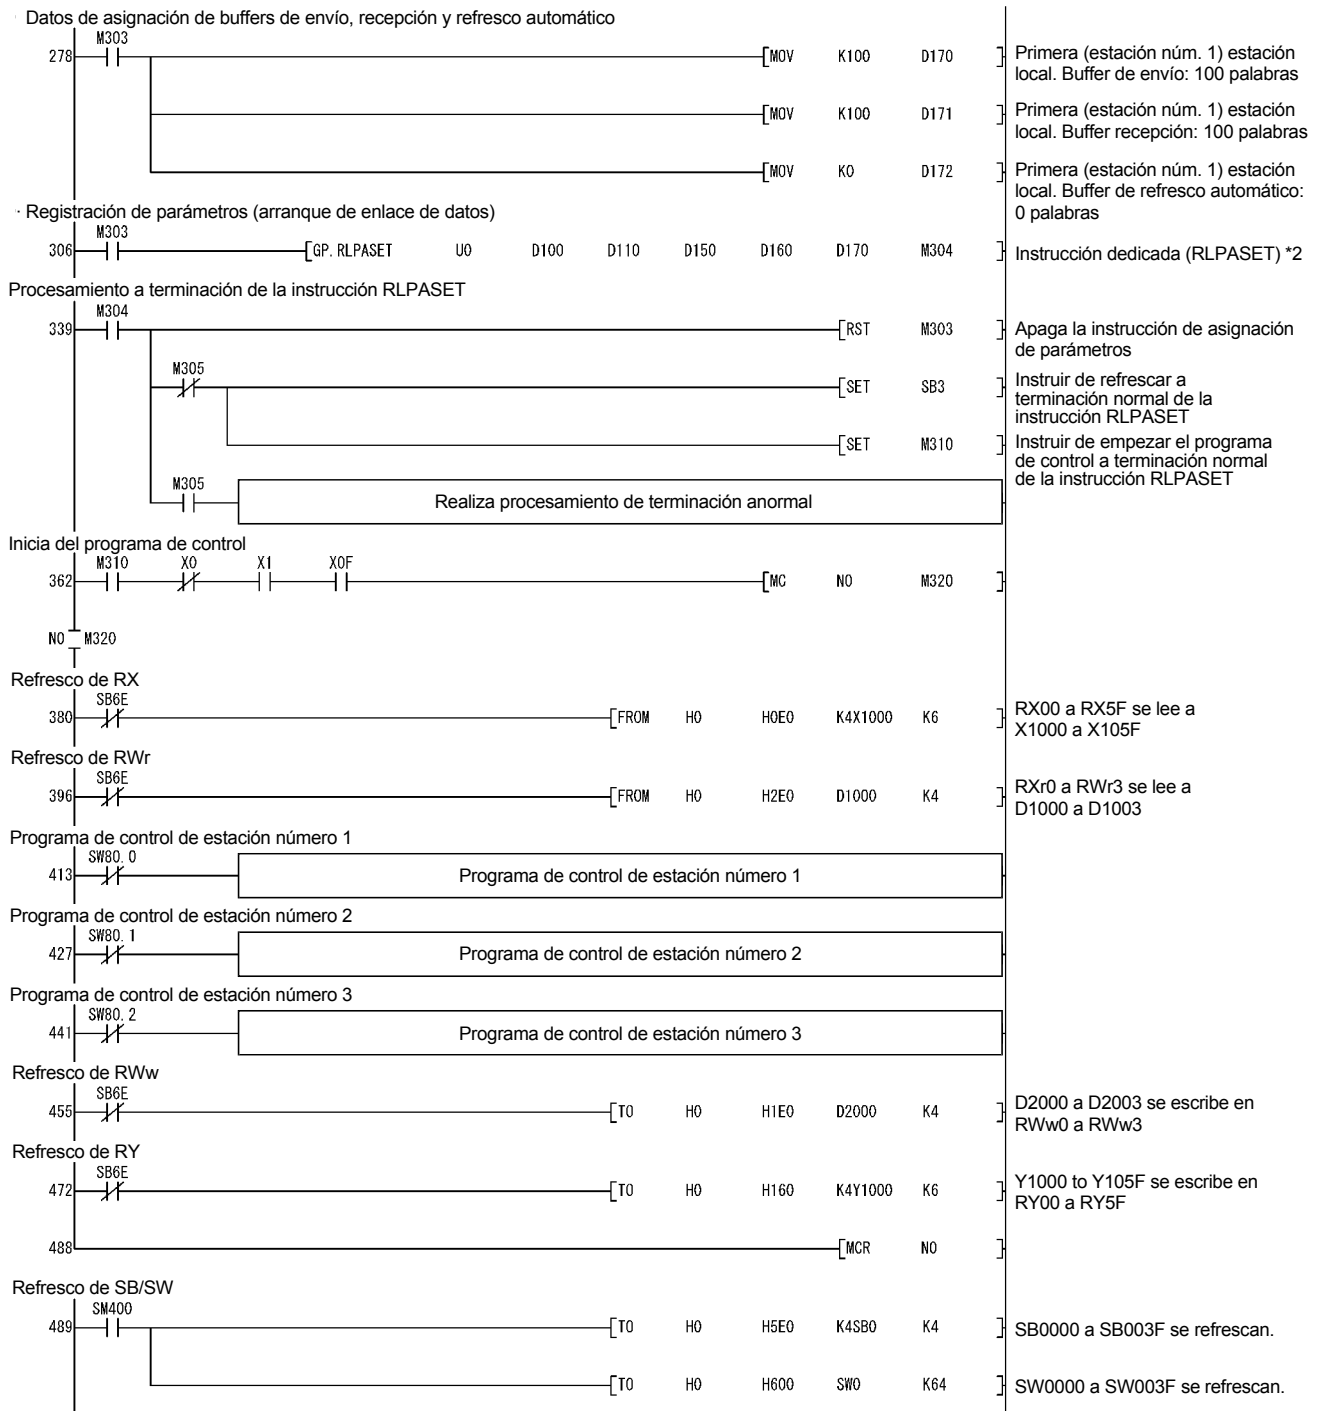 · Datos de asignación de buffers de envío, recepción y refresco automático
M303
278 MOV K100 D170 Primera (estación núm. 1) estación
local. Buffer de envío: 100 palabras
MOV K100 D171 Primera (estación núm. 1) estación
local. Buffer recepción: 100 palabras
MOV K0 D172 Primera (estación núm. 1) estación
local. Buffer de refresco automático:
0 palabras
· Registración de parámetros (arranque de enlace de datos)
M303
306 GP.RLPASET U0 D100 D110 D150 D160 D170 M304 Instrucción dedicada (RLPASET) *2
Procesamiento a terminación de la instrucción RLPASET
M304
339 RST M303 Apaga la instrucción de asignación
de parámetros
M305
SET SB3 Instruir de refrescar a
terminación normal de la
instrucción RLPASET
SET M310 Instruir de empezar el programa
de control a terminación normal
de la instrucción RLPASET
M305
Realiza procesamiento de terminación anormal
Inicia del programa de control
M310 X0 X1 X0F
362 MC N0 M320
N0 M320
Refresco de RX
SB6E
380 FROM H0 H0E0 K4X1000 K6 RX00 a RX5F se lee a
X1000 a X105F
Refresco de RWr
SB6E
396 FROM H0 H2E0 D1000 K4 RXr0 a RWr3 se lee a
D1000 a D1003
Programa de control de estación número 1
SW80.0
413 Programa de control de estación número 1
Programa de control de estación número 2
SW80.1
427 Programa de control de estación número 2
Programa de control de estación número 3
SW80.2
441 Programa de control de estación número 3
Refresco de RWw
SB6E
455 TO H0 H1E0 D2000 K4 D2000 a D2003 se escribe en
RWw0 a RWw3
Refresco de RY
SB6E
472 TO H0 H160 K4Y1000 K6 Y1000 to Y105F se escribe en
RY00 a RY5F
488 MCR N0
Refresco de SB/SW
SM400
489 TO H0 H5E0 K4SB0 K4 SB0000 a SB003F se refrescan.
TO H0 H600 SW0 K64 SW0000 a SW003F se refrescan.